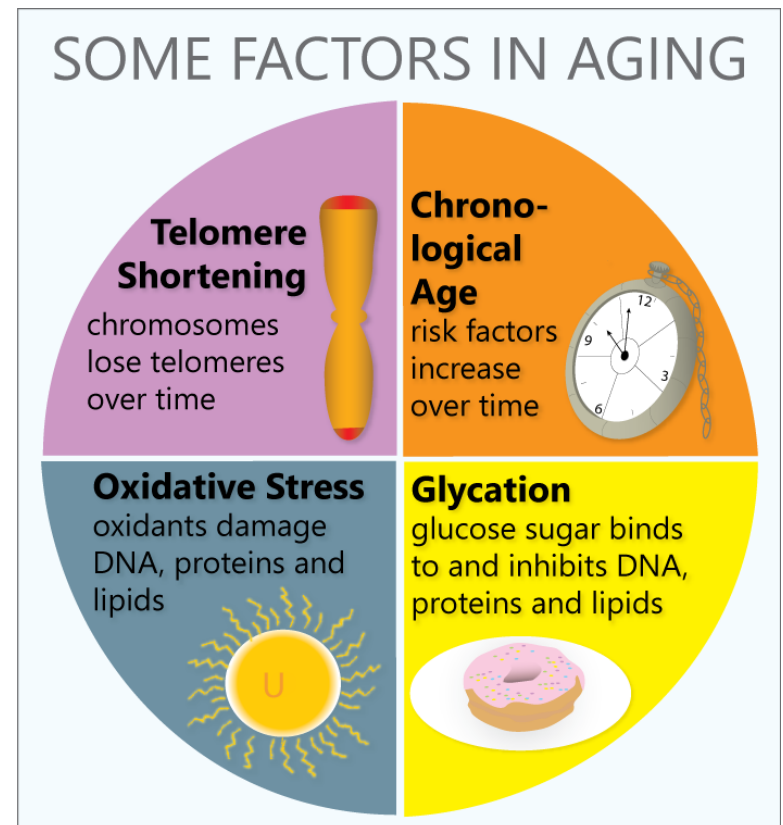 SOME FACTORS IN AGING
Telomere
Shortening
chromosomes
lose telomeres
over time
Chrono-
logical
Age
risk factors
increase
over time
12
9
3
6
Oxidative Stress
oxidants damage
DNA, proteins and
lipids
U
Glycation
glucose sugar binds
to and inhibits DNA,
proteins and lipids